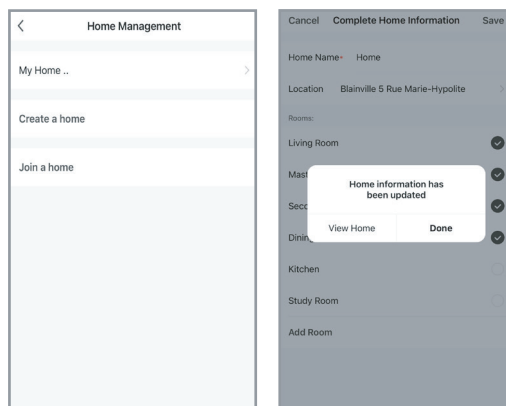 Home Management
My Home ..
Create a home
Join a home
Cancel Complete Home Information Save
Home Name* Home
Location Blainville 5 Rue Marie-Hypolite
Rooms:
Living Room
Mast
Home information has
been updated
Seco
View Home Done
Dining
Kitchen
Study Room
Add Room